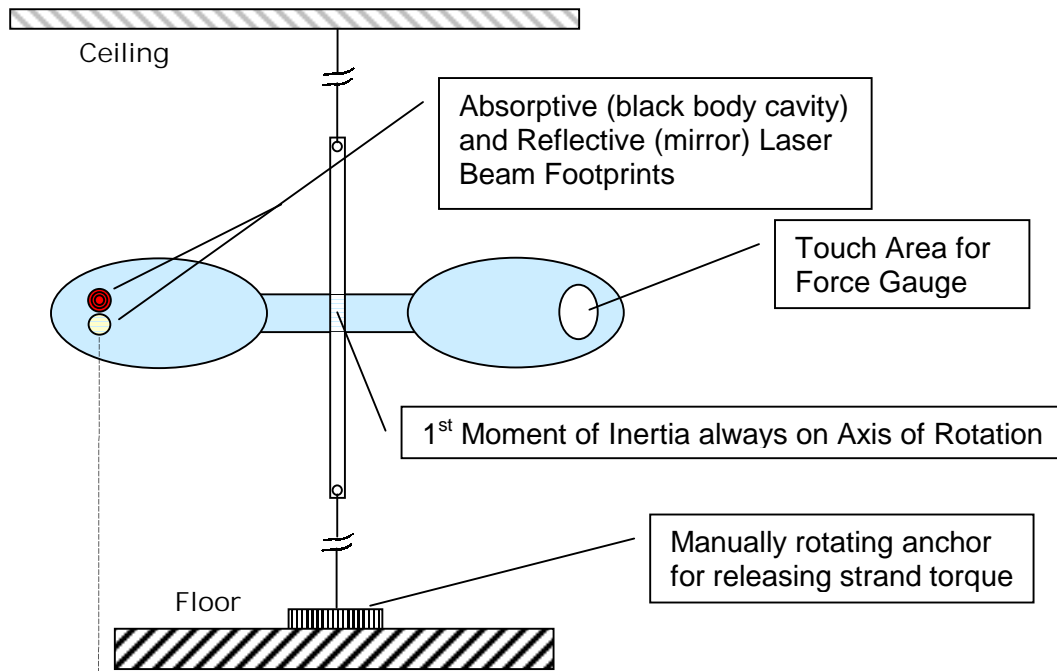 Ceiling
Absorptive (black body cavity)
and Reflective (mirror) Laser
Beam Footprints
Touch Area for
Force Gauge
1st Moment of Inertia always on Axis of Rotation
Manually rotating anchor
for releasing strand torque
Floor